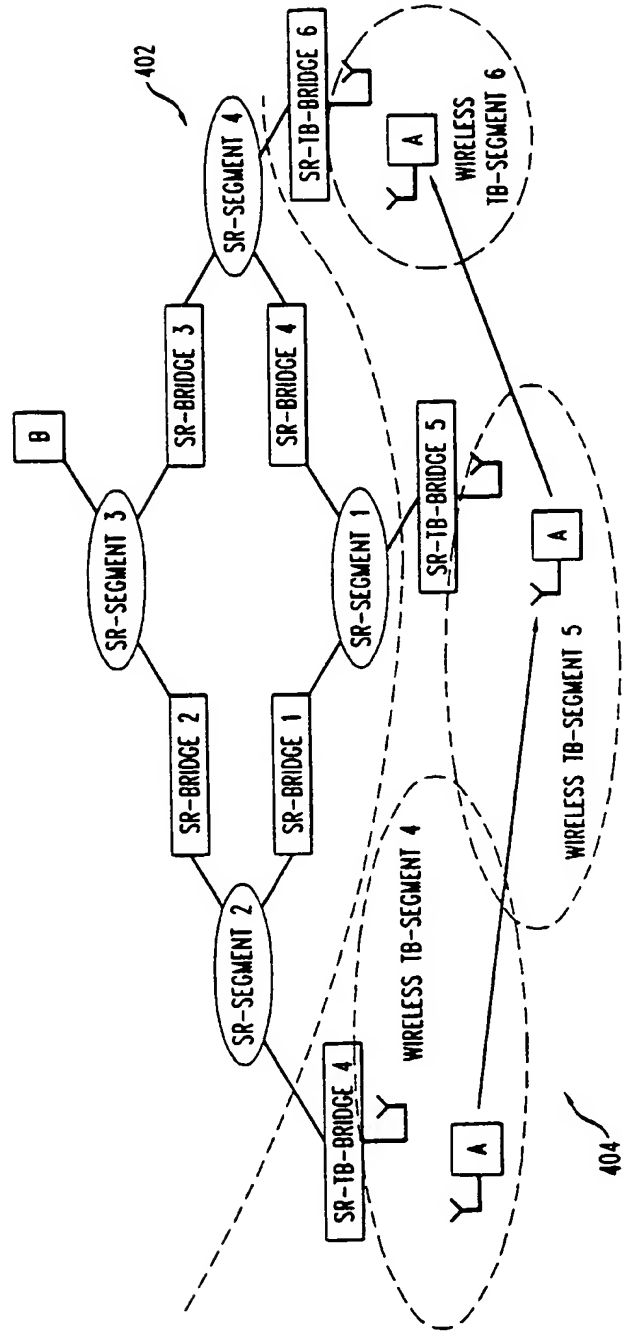 402
B
SR-SEGMENT 3
SR-BRIDGE 2
SR-BRIDGE 3
SR-SEGMENT 2
SR-SEGMENT 4
SR-BRIDGE 1
SR-BRIDGE 4
SR-SEGMENT 1
SR-TB-BRIDGE 4
SR-TB-BRIDGE 5
SR-TB-BRIDGE 6
WIRELESS TB-SEGMENT 4
A
WIRELESS TB-SEGMENT 5
A
A
WIRELESS
TB-SEGMENT 6
404